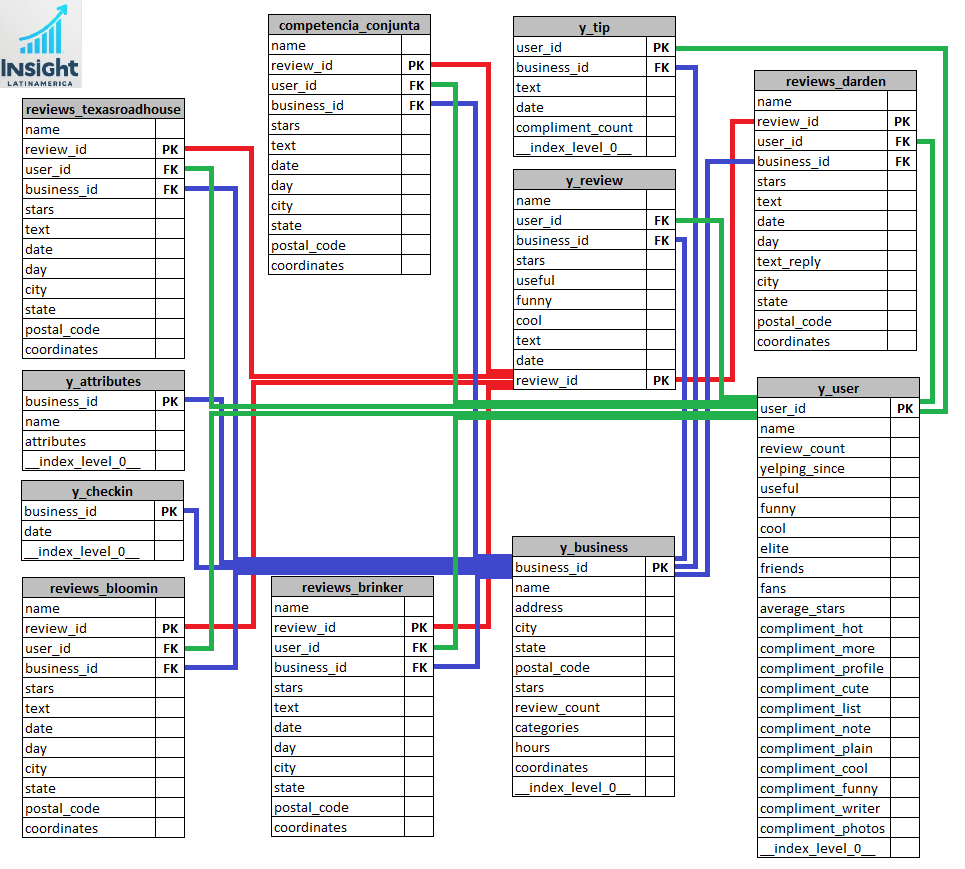 Insight
LATINAMERICA
reviews_texasroadhouse
name
review_id PK
user_id FK
business_id FK
stars
text
date
day
city
state
postal_code
coordinates
y_attributes
business_id PK
name
attributes
__index_level_0__
y_checkin
business_id PK
date
__index_level_0__
reviews_bloomin
name
review_id PK
user_id FK
business_id FK
stars
text
date
day
city
state
postal_code
coordinates
competencia_conjunta
name
review_id PK
user_id FK
business_id FK
stars
text
date
day
city
state
postal_code
coordinates
reviews_brinker
name
review_id PK
user_id FK
business_id FK
stars
text
date
day
city
state
postal_code
coordinates
y_tip
user_id PK
business_id FK
text
date
compliment_count
__index_level_0__
y_review
name
user_id FK
business_id FK
stars
useful
funny
cool
text
date
review_id PK
y_business
business_id PK
name
address
city
state
postal_code
stars
review_count
categories
hours
coordinates
__index_level_0__
reviews_darden
name
review_id PK
user_id FK
business_id FK
stars
text
date
day
text_reply
city
state
postal_code
coordinates
y_user
user_id PK
name
review_count
yelping_since
useful
funny
cool
elite
friends
fans
average_stars
compliment_hot
compliment_more
compliment_profile
compliment_cute
compliment_list
compliment_note
compliment_plain
compliment_cool
compliment_funny
compliment_writer
compliment_photos
__index_level_0__